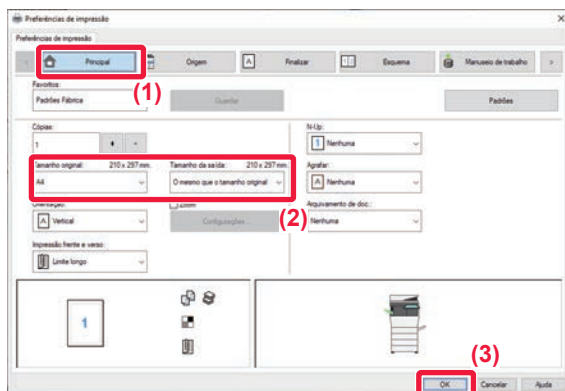 Preferências de impressão
Preferências de impressão
Principal
Origem
Finalizar
Esquema
Manuseio de trabalho
(1)
Favoritos:
Padrões Fábrica
Guardar
Padrões
Cópias:
1
N-Up:
1 Nenhuma
Tamanho original: 210 x 297 mm.
Tamanho da saída: 210 x 297 mm.
Agrafar:
A4
O mesmo que o tamanho original
A Nenhuma
(2)
Orientação:
Zoom
Arquivamento de doc.:
A Vertical
Configurações...
Nenhuma
Impressão frente e verso:
Limite longo
1
(3)
OK
Cancelar
Ajuda